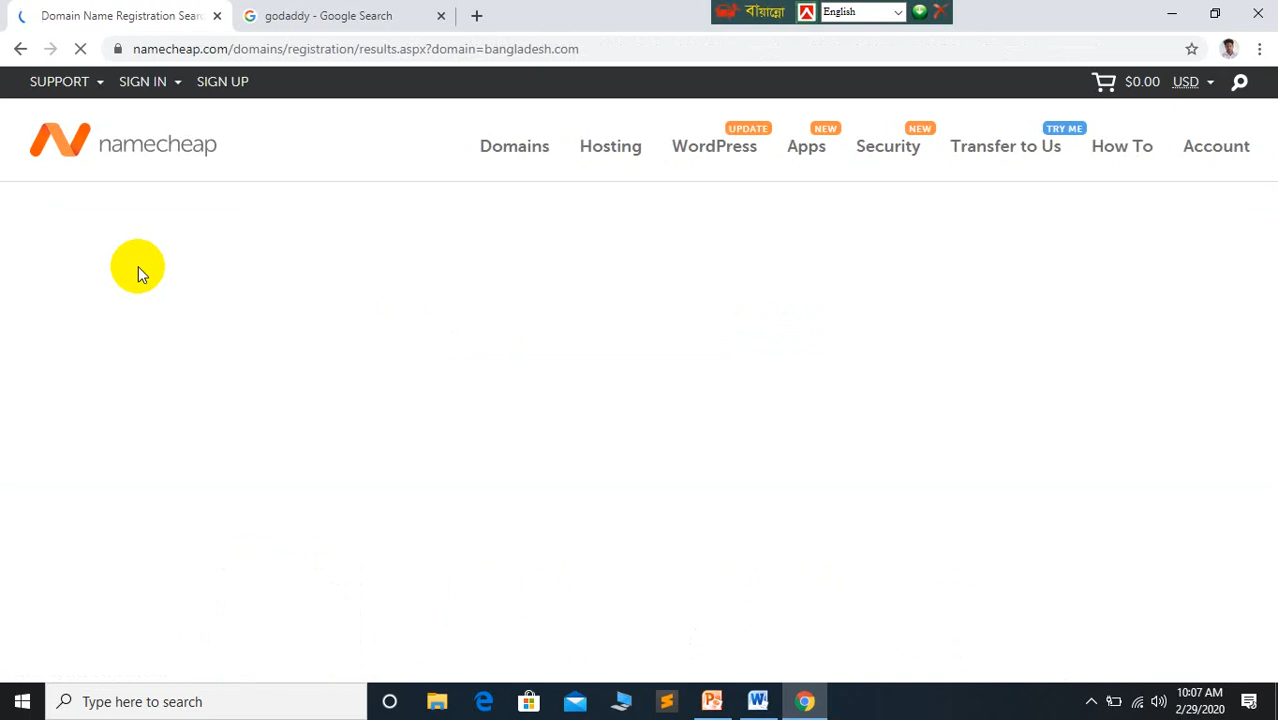 Domain Name Registration Sear
godaddy - Google Search
বাঁয়ান্নো
English
namecheap.com/domains/registration/results.aspx?domain=bangladesh.com
SUPPORT SIGN IN SIGN UP
$0.00 USD
namecheap
UPDATE NEW NEW TRY ME
Domains Hosting WordPress Apps Security Transfer to Us How To Account
Type here to search
10:07 AM
2/29/2020